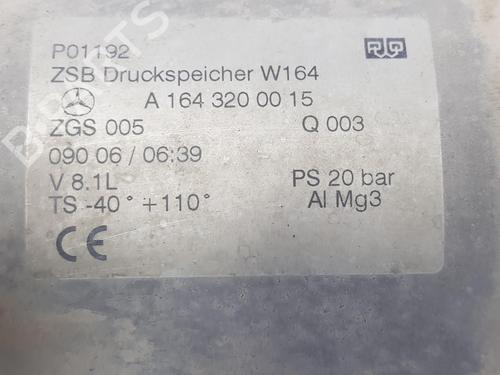 P01192
ZSB Druckspeicher W164
A 164 320 00 15
ZGS 005 Q 003
090 06 / 06:39
V 8.1L PS 20 bar
TS -40° +110° Al Mg3
CE